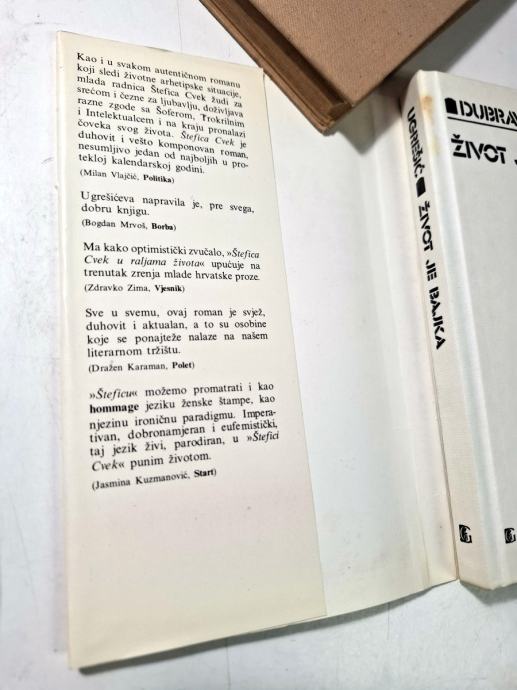 Kao i u svakom autentičnom romanu
koji sledi životne arhetipske situacije,
mlada radnica Štefica Cvek žudi za
srećom i čezne za ljubavlju, doživljava
razne zgode sa Šoferom, Trokrilnim
i Intelektualcem i na kraju pronalazi
čoveka svog života. Štefica Cvek je
duhovit i vešto komponovan roman,
nesumljivo jedan od najboljih u pro-
tekloj kalendarskoj godini.
(Milan Vlajčić, Politika)
Ugrešićeva napravila je, pre svega,
dobru knjigu.
(Bogdan Mrvoš, Borba)
Ma kako optimistički zvučalo, »Štefica
Cvek u raljama života« upućuje na
trenutak zrenja mlade hrvatske proze.
(Zdravko Zima, Vjesnik)
Sve u svemu, ovaj roman je svjež,
duhovit i aktualan, a to su osobine
koje se ponajteže nalaze na našem
literarnom tržištu.
(Dražen Karaman, Polet)
»Šteficu« možemo promatrati i kao
hommage jeziku ženske štampe, kao
njezinu ironičnu paradigmu. Impera-
tivan, dobronamjeran i eufemistički,
taj jezik živi, parodiran, u »Štefici
Cvek« punim životom.
(Jasmina Kuzmanović, Start)
UGREŠIĆ: ŽIVOT JE BAJKA
DUBRAV
ŽIVOT